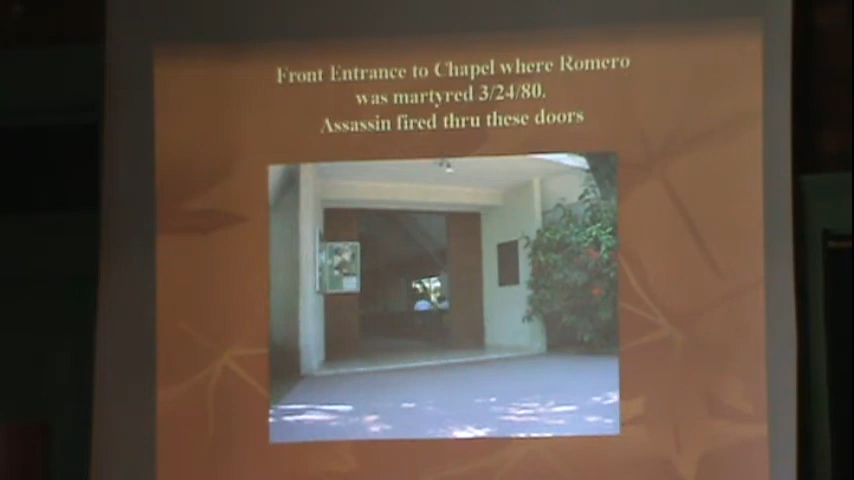 Front Entrance to Chapel where Romero
was martyred 3/24/80.
Assassin fired thru these doors